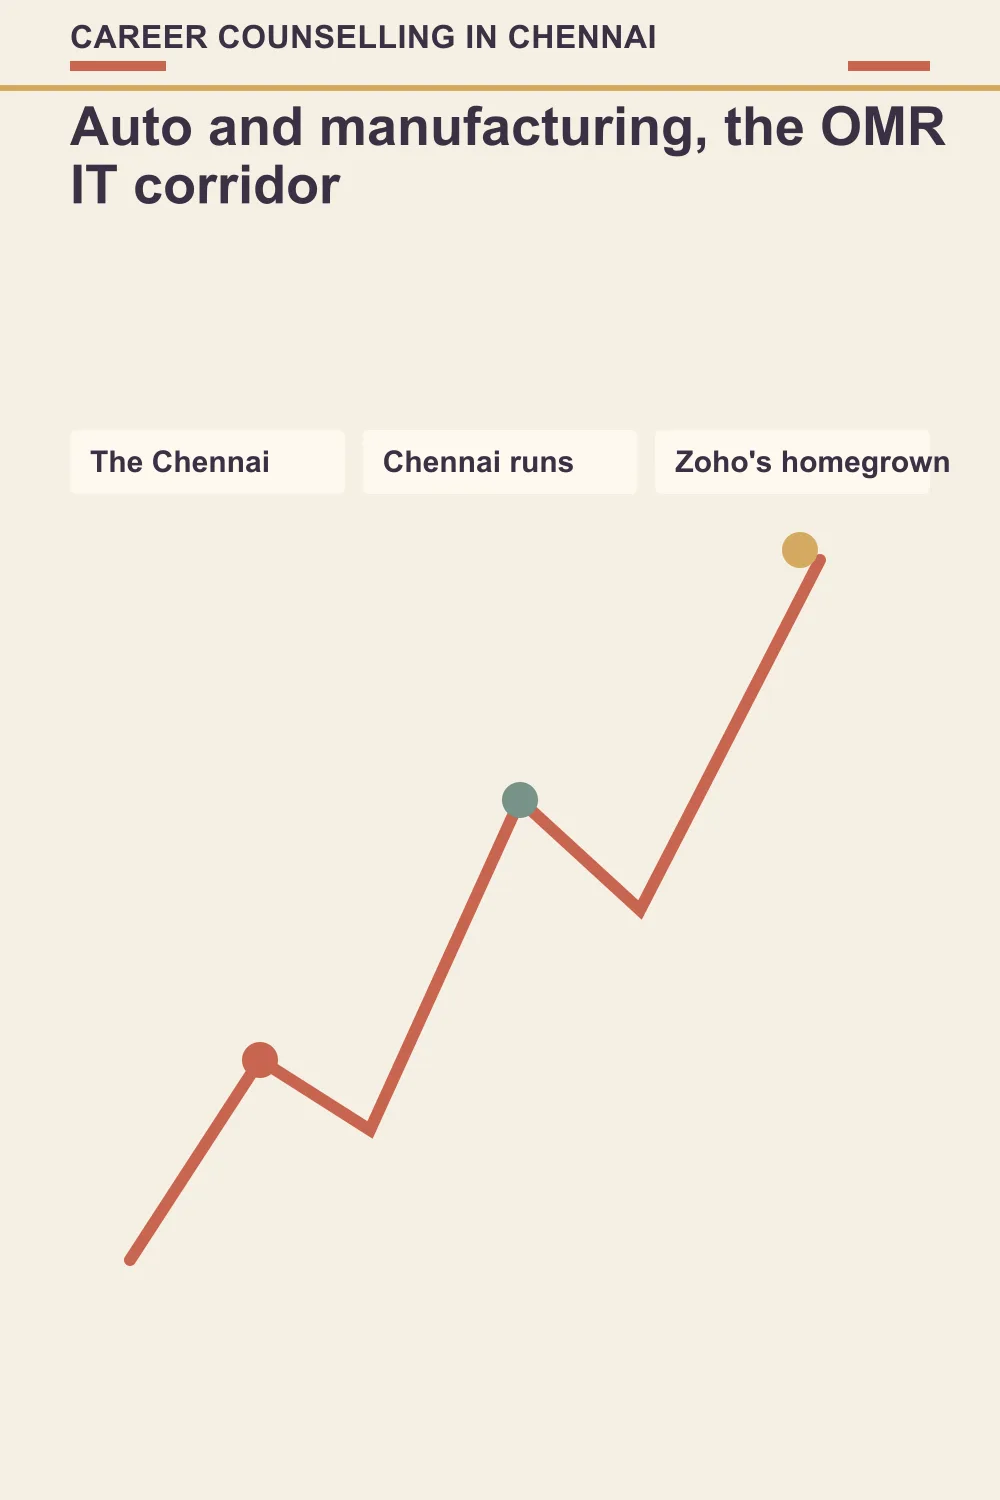 CAREER COUNSELLING IN CHENNAI
Auto and manufacturing, the OMR
IT corridor
The Chennai
Chennai runs
Zoho's homegrown